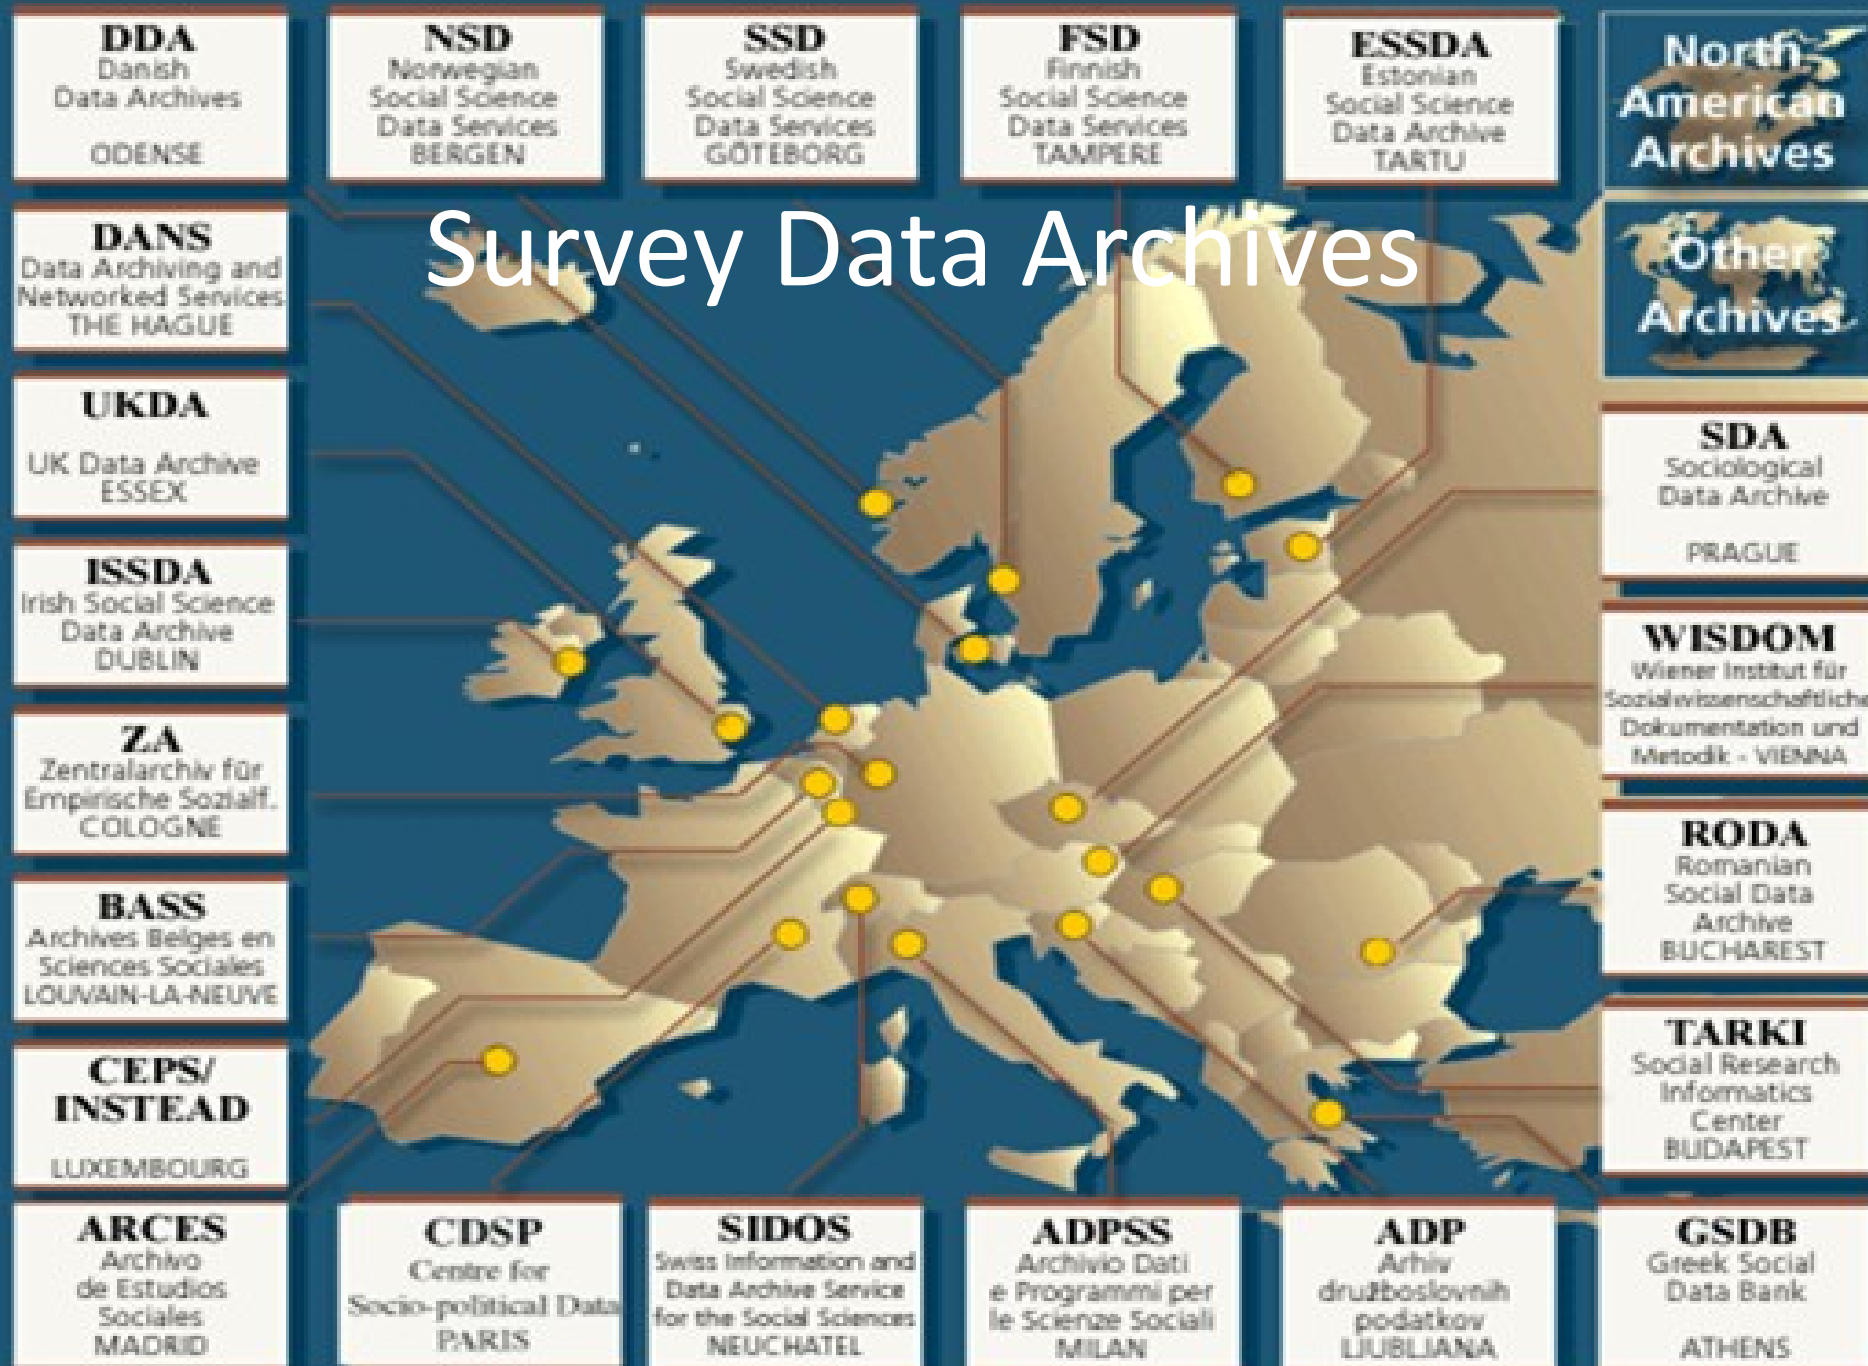 DDA
Danish
Data Archives
ODENSE
NSD
Norwegian
Social Science
Data Services
BERGEN
SSD
Swedish
Social Science
Data Services
GÖTEBORG
FSD
Finnish
Social Science
Data Services
TAMPERE
ESSDA
Estonian
Social Science
Data Archive
TARTU
North
American
Archives
Survey Data Archives
Other
Archives
DANS
Data Archiving and
Networked Services
THE HAGUE
UKDA
UK Data Archive
ESSEX
ISSDA
Irish Social Science
Data Archive
DUBLIN
ZA
Zentralarchiv für
Empirische Sozialf.
COLOGNE
BASS
Archives Belges en
Sciences Sociales
LOUVAIN-LA-NEUVE
CEPS/
INSTEAD
LUXEMBOURG
SDA
Sociological
Data Archive
PRAGUE
WISDOM
Wiener Institut für
Sozialwissenschaftliche
Dokumentation und
Metodik - VIENNA
RODA
Romanian
Social Data
Archive
BUCHAREST
TARKI
Social Research
Informatics
Center
BUDAPEST
ARCES
Archivo
de Estudios
Sociales
MADRID
CDSP
Centre for
Socio-political Data
PARIS
SIDOS
Swiss Information and
Data Archive Service
for the Social Sciences
NEUCHATEL
ADPSS
Archivio Dati
e Programmi per
le Scienze Sociali
MILAN
ADP
Arhiv
družboslovnih
podatkov
LJUBLJANA
GSDB
Greek Social
Data Bank
ATHENS